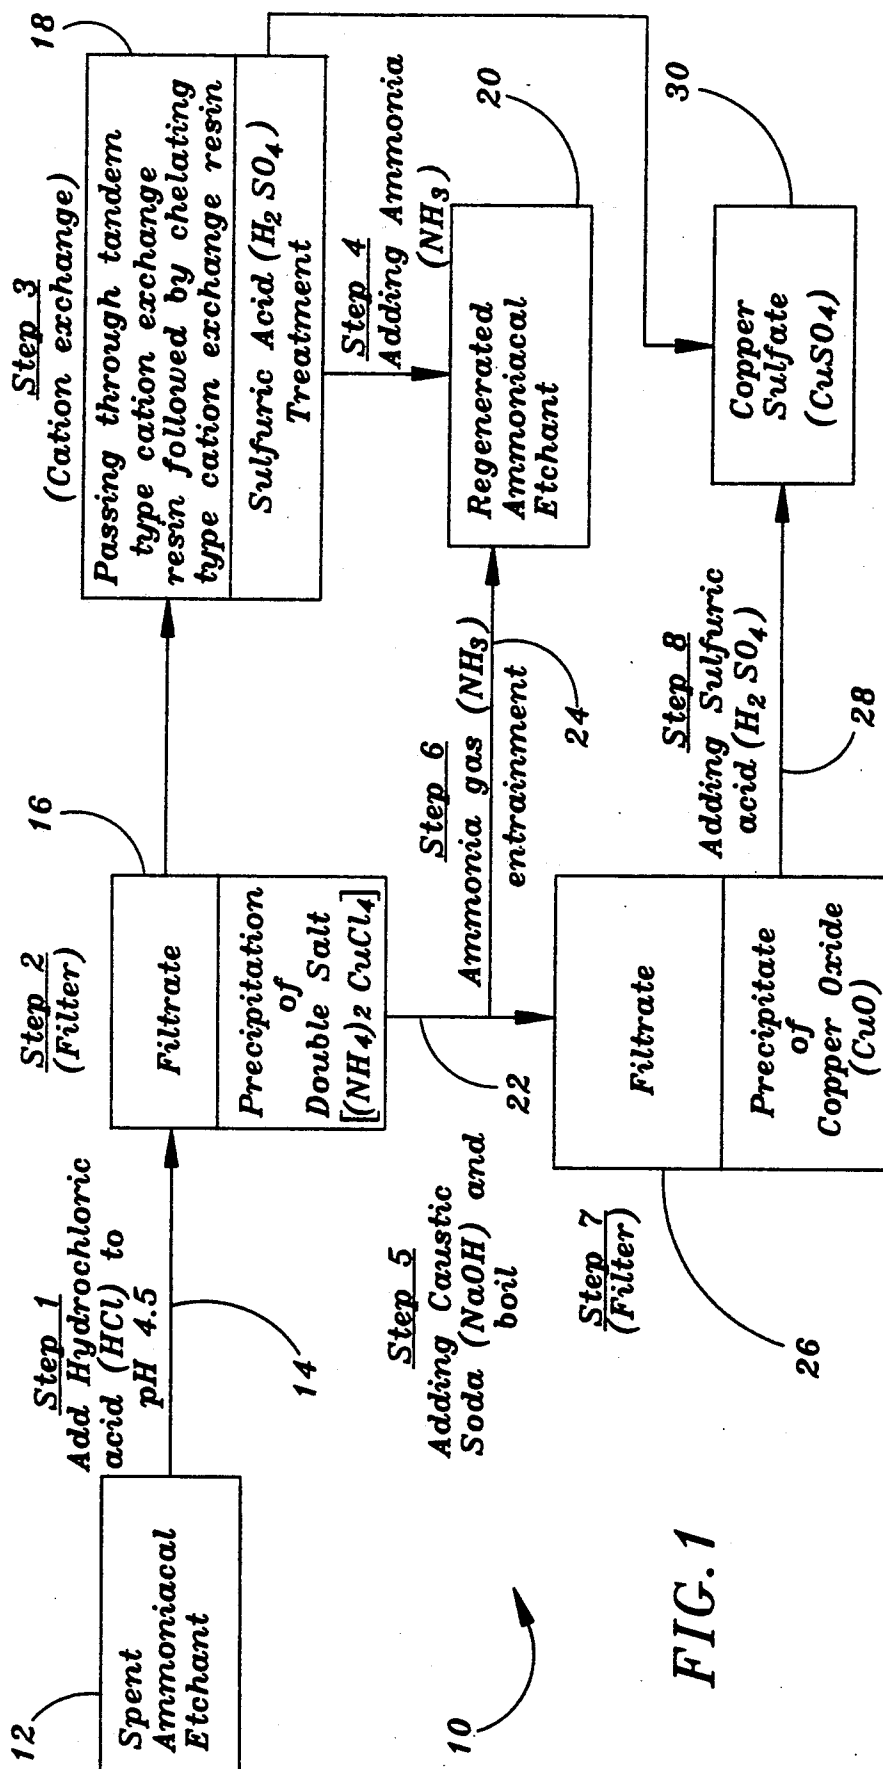 12
Spent
Ammoniacal
Etchant
Step 1
Add Hydrochloric
acid (HCl) to
pH 4.5
14
Step 2
(Filter)
16
Filtrate
Precipitation
of
Double Salt
[(NH4)2 CuCl4]
Step 3
(Cation exchange)
18
Passing through tandem
type cation exchange
resin followed by chelating
type cation exchange resin
Sulfuric Acid (H2 SO4)
Treatment
Step 4
Adding Ammonia
(NH3)
20
Regenerated
Ammoniacal
Etchant
Step 5
Adding Caustic
Soda (NaOH) and
boil
22
Step 6
Ammonia gas (NH3)
entrainment
24
Step 7
(Filter)
26
Filtrate
Precipitate
of
Copper Oxide
(CuO)
Step 8
Adding Sulfuric
acid (H2 SO4)
28
30
Copper
Sulfate
(CuSO4)
10
FIG.1